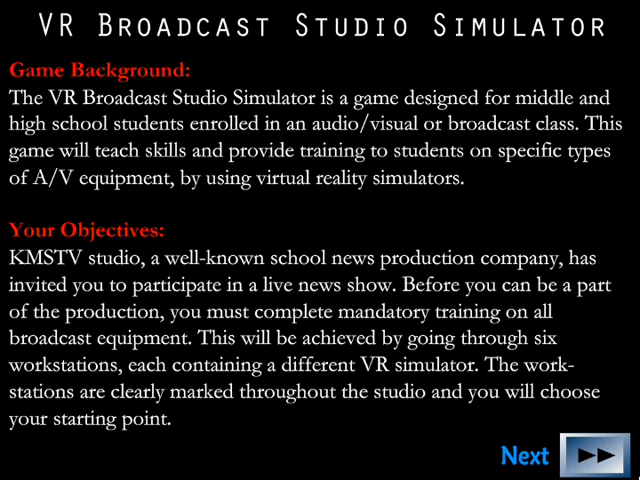 VR Broadcast Studio Simulator
Game Background:
The VR Broadcast Studio Simulator is a game designed for middle and
high school students enrolled in an audio/visual or broadcast class. This
game will teach skills and provide training to students on specific types
of A/V equipment, by using virtual reality simulators.
Your Objectives:
KMSTV studio, a well-known school news production company, has
invited you to participate in a live news show. Before you can be a part
of the production, you must complete mandatory training on all
broadcast equipment. This will be achieved by going through six
workstations, each containing a different VR simulator. The work-
stations are clearly marked throughout the studio and you will choose
your starting point.
Next